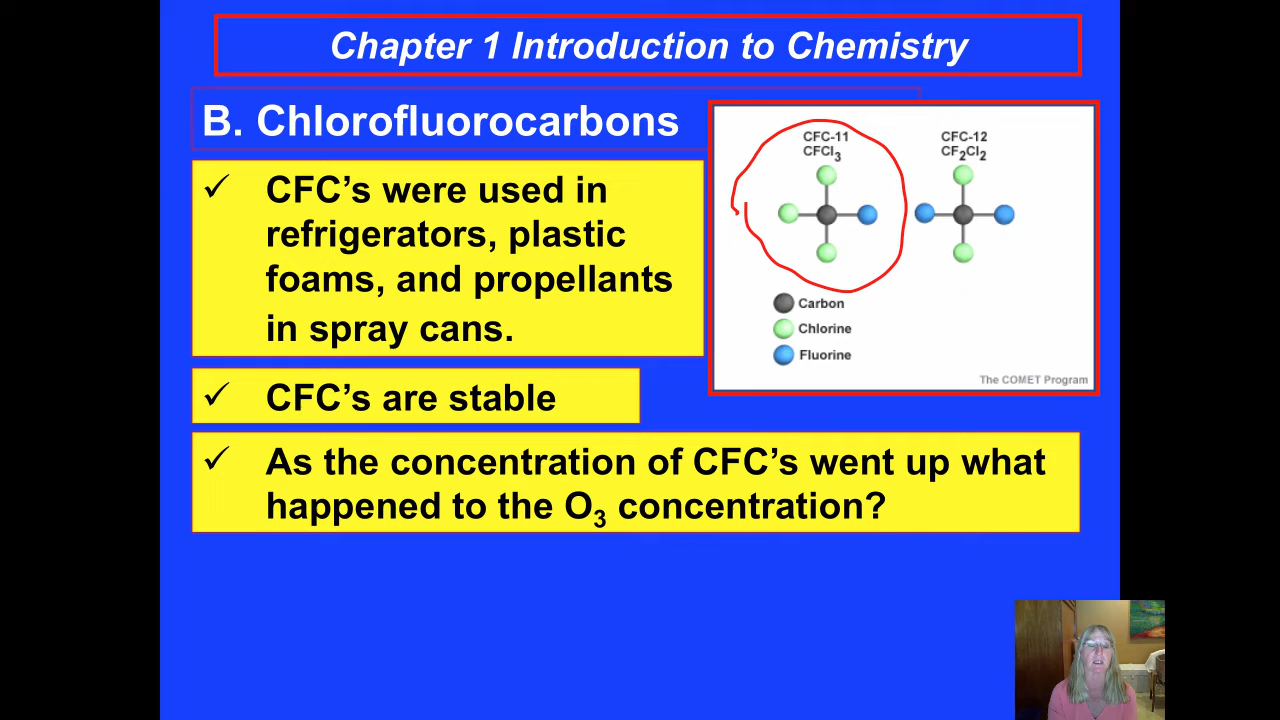 Chapter 1 Introduction to Chemistry
B. Chlorofluorocarbons
✓ CFC’s were used in
refrigerators, plastic
foams, and propellants
in spray cans.
✓ CFC’s are stable
✓ As the concentration of CFC’s went up what
happened to the O₃ concentration?
CFC-11
CFCl₃
CFC-12
CF₂Cl₂
Carbon
Chlorine
Fluorine
The COMET Program